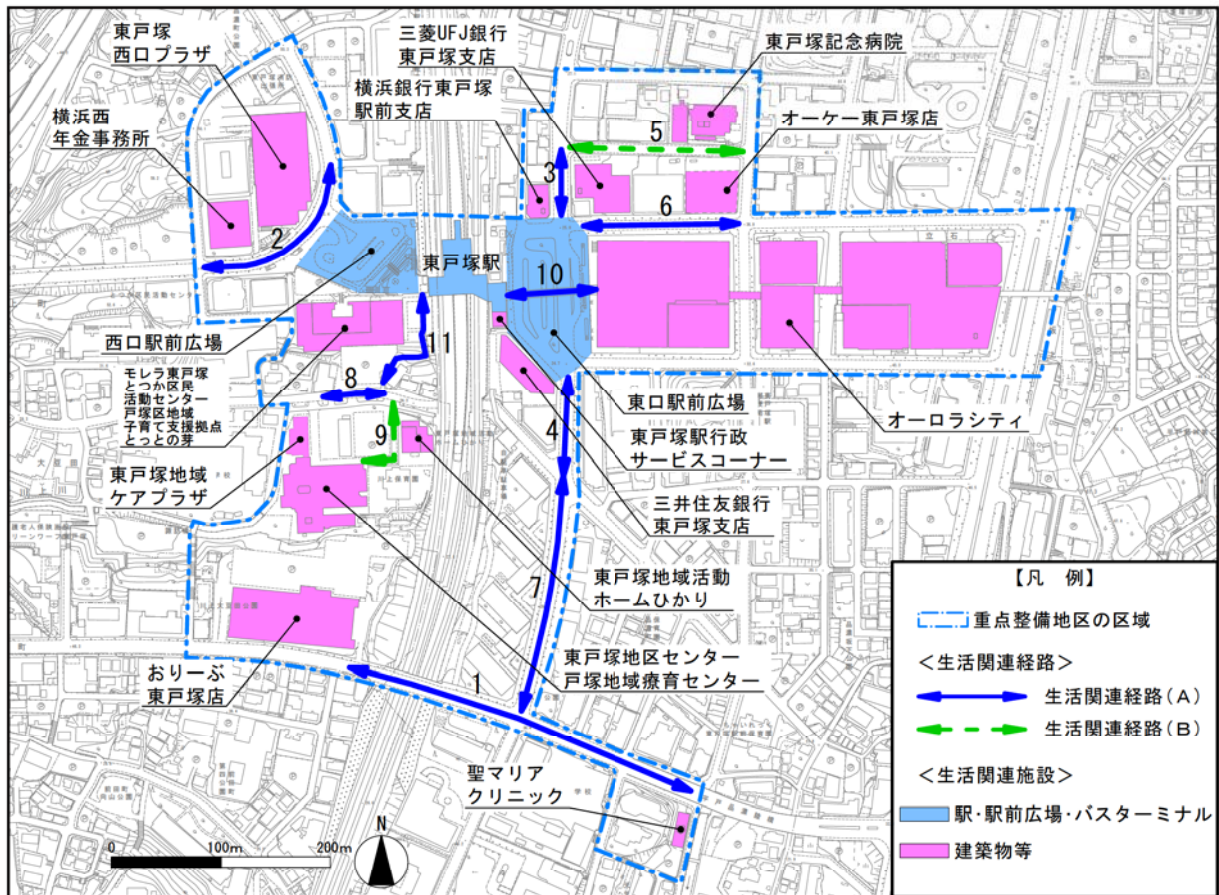 東戸塚
西口プラザ
横浜西
年金事務所
三菱UFJ銀行
東戸塚支店
横浜銀行東戸塚
駅前支店
東戸塚記念病院
オーケー東戸塚店
5
3
6
2
東戸塚駅
10
立石
西口駅前広場
11
モレラ東戸塚
とつか区民
活動センター
戸塚区地域
子育て支援拠点
とっとの芽
8
9
東戸塚地域
ケアプラザ
川上保育園
東口駅前広場
東戸塚駅行政
サービスコーナー
オーロラシティ
4
三井住友銀行
東戸塚支店
7
東戸塚地域活動
ホームひかり
東戸塚地区センター
戸塚地域療育センター
おりーぶ
東戸塚店
町
1
聖マリア
クリニック
学校
N
0
100m
200m
【凡 例】
重点整備地区の区域
<生活関連経路>
生活関連経路(A)
生活関連経路(B)
<生活関連施設>
駅・駅前広場・バスターミナル
建築物等